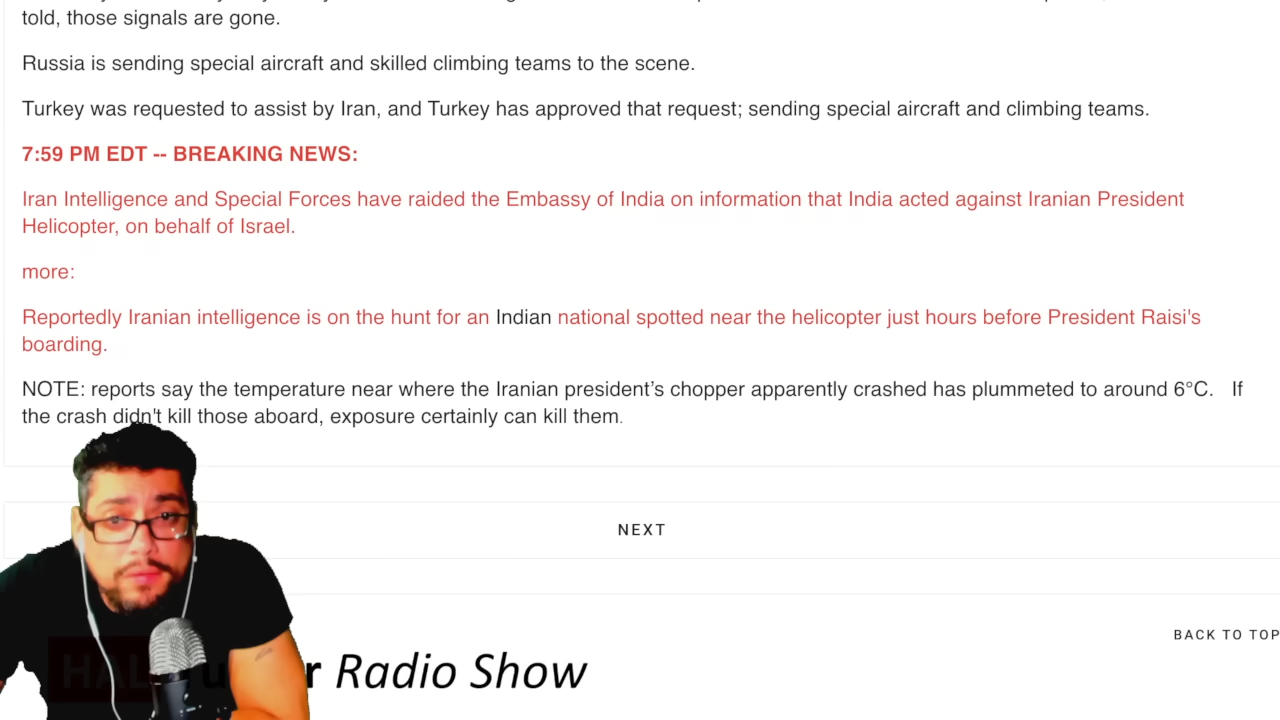 told, those signals are gone.
Russia is sending special aircraft and skilled climbing teams to the scene.
Turkey was requested to assist by Iran, and Turkey has approved that request; sending special aircraft and climbing teams.
7:59 PM EDT -- BREAKING NEWS:
Iran Intelligence and Special Forces have raided the Embassy of India on information that India acted against Iranian President
Helicopter, on behalf of Israel.
more:
Reportedly Iranian intelligence is on the hunt for an Indian national spotted near the helicopter just hours before President Raisi's
boarding.
NOTE: reports say the temperature near where the Iranian president’s chopper apparently crashed has plummeted to around 6°C. If
the crash didn't kill those aboard, exposure certainly can kill them.
NEXT
BACK TO TOP
Radio Show